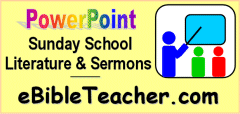 PowerPoint
Sunday School
Literature & Sermons
eBibleTeacher.com